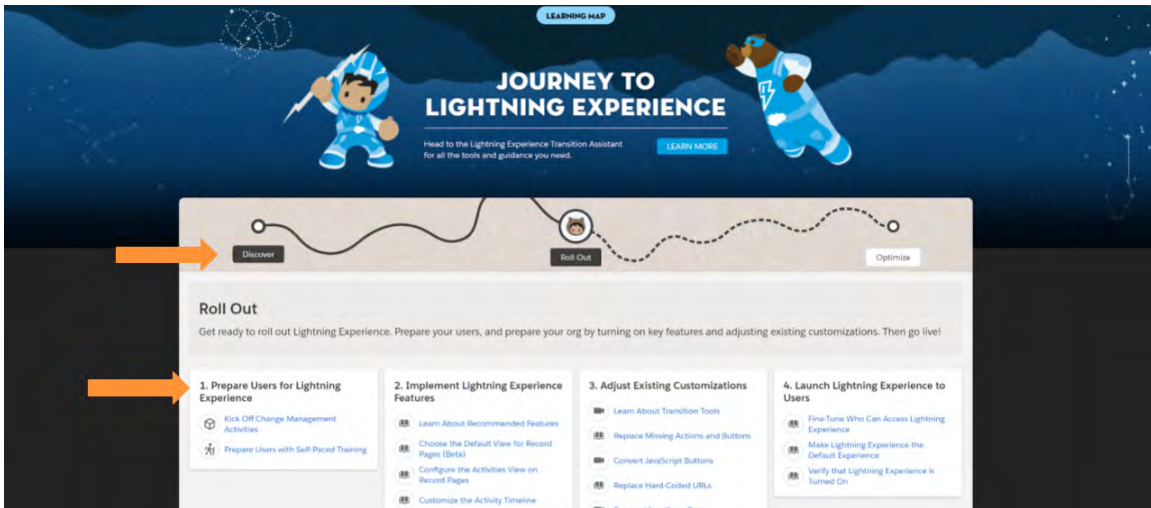 LEARNING MAP
JOURNEY TO
LIGHTNING EXPERIENCE
Head to the Lightning Experience Transition Assistant
for all the tools and guidance you need.
LEARN MORE
Discover
Roll Out
Optimize
Roll Out
Get ready to roll out Lightning Experience. Prepare your users, and prepare your org by turning on key features and adjusting existing customizations. Then go live!
1. Prepare Users for Lightning
Experience
Kick Off Change Management
Activities
Prepare Users with Self-Paced Training
2. Implement Lightning Experience
Features
Learn About Recommended Features
Choose the Default View for Record
Pages (Beta)
Configure the Activities View on
Record Pages
Customize the Activity Timeline
3. Adjust Existing Customizations
Learn About Transition Tools
Replace Missing Actions and Buttons
Convert JavaScript Buttons
Replace Hard-Coded URLs
4. Launch Lightning Experience to
Users
Fine-Tune Who Can Access Lightning
Experience
Make Lightning Experience the
Default Experience
Verify that Lightning Experience is
Turned On